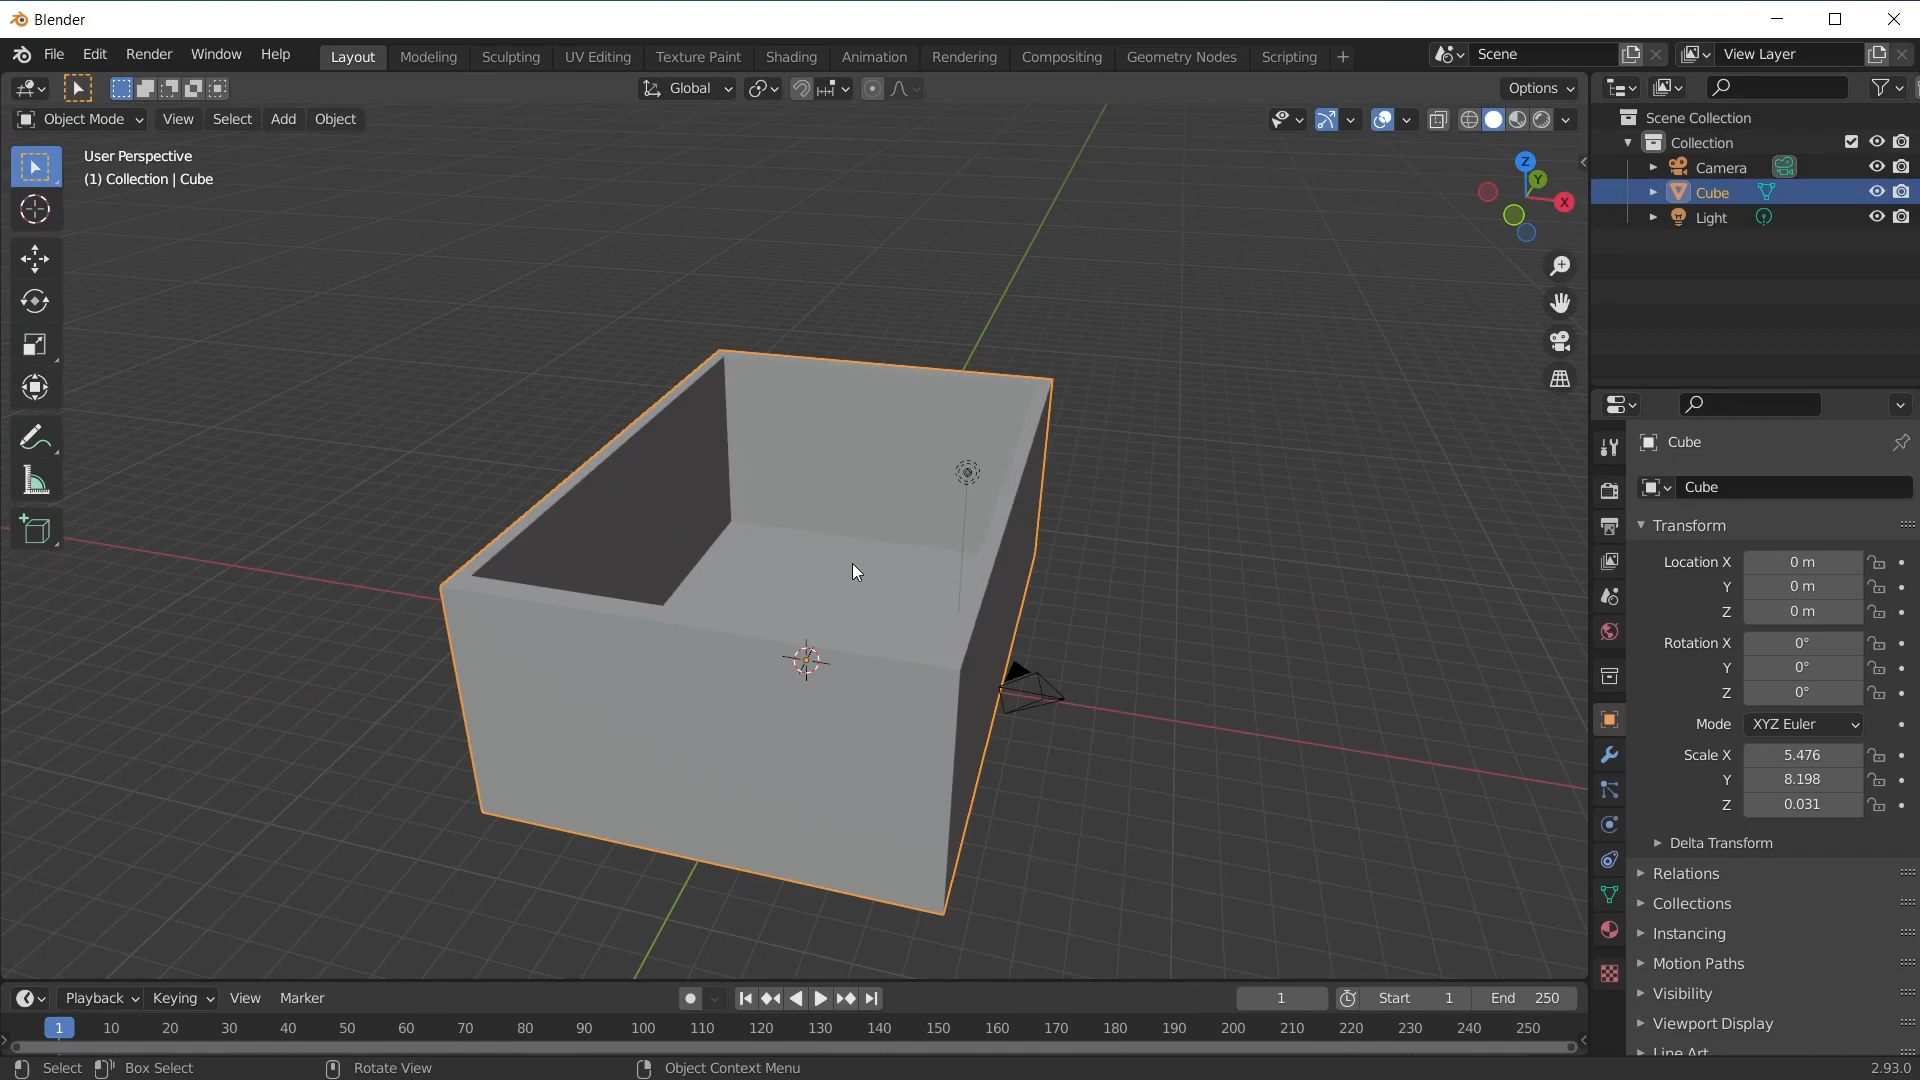 Blender
File Edit Render Window Help Layout Modeling Sculpting UV Editing Texture Paint Shading Animation Rendering Compositing Geometry Nodes Scripting + Scene View Layer
Global Options
Object Mode View Select Add Object
User Perspective
(1) Collection | Cube
Z
Y
X
Scene Collection
Collection
Camera
Cube
Light
Cube
Cube
Transform
Location X 0 m
Y 0 m
Z 0 m
Rotation X 0°
Y 0°
Z 0°
Mode XYZ Euler
Scale X 5.476
Y 8.198
Z 0.031
Delta Transform
Relations
Collections
Instancing
Motion Paths
Visibility
Viewport Display
Line Art
Playback Keying View Marker 1 Start 1 End 250
1 10 20 30 40 50 60 70 80 90 100 110 120 130 140 150 160 170 180 190 200 210 220 230 240 250
Select Box Select Rotate View Object Context Menu 2.93.0